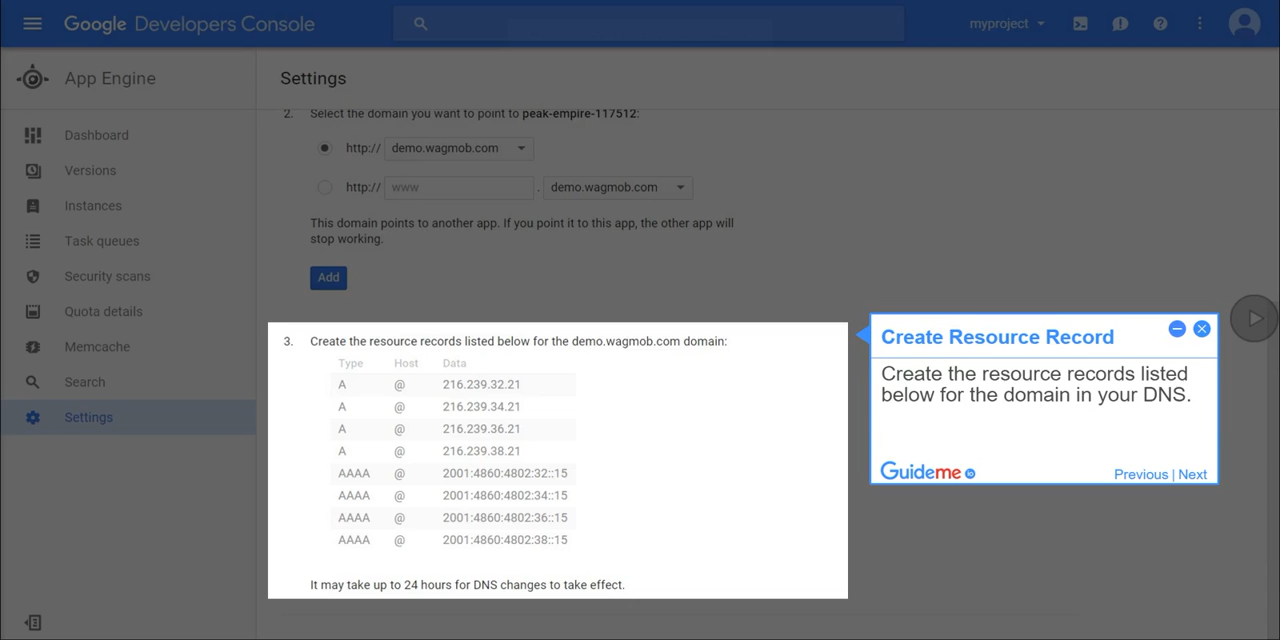 Google Developers Console
myproject
App Engine
Settings
Dashboard
Versions
Instances
Task queues
Security scans
Quota details
Memcache
Search
Settings
2. Select the domain you want to point to peak-empire-117512:
http:// demo.wagmob.com
http:// www . demo.wagmob.com
This domain points to another app. If you point it to this app, the other app will
stop working.
Add
3. Create the resource records listed below for the demo.wagmob.com domain:
Type Host Data
A @ 216.239.32.21
A @ 216.239.34.21
A @ 216.239.36.21
A @ 216.239.38.21
AAAA @ 2001:4860:4802:32::15
AAAA @ 2001:4860:4802:34::15
AAAA @ 2001:4860:4802:36::15
AAAA @ 2001:4860:4802:38::15
It may take up to 24 hours for DNS changes to take effect.
Create Resource Record
Create the resource records listed
below for the domain in your DNS.
Guideme io
Previous | Next